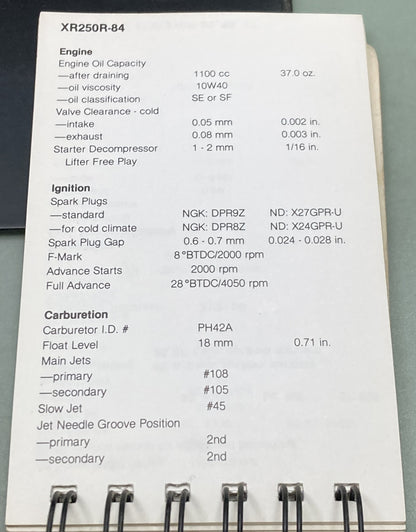 XR250R-84
Engine
Engine Oil Capacity
—after draining 1100 cc 37.0 oz.
—oil viscosity 10W40
—oil classification SE or SF
Valve Clearance - cold
—intake 0.05 mm 0.002 in.
—exhaust 0.08 mm 0.003 in.
Starter Decompressor 1 - 2 mm 1/16 in.
Lifter Free Play
Ignition
Spark Plugs
—standard NGK: DPR9Z ND: X27GPR-U
—for cold climate NGK: DPR8Z ND: X24GPR-U
Spark Plug Gap 0.6 - 0.7 mm 0.024 - 0.028 in.
F-Mark 8°BTDC/2000 rpm
Advance Starts 2000 rpm
Full Advance 28°BTDC/4050 rpm
Carburetion
Carburetor I.D. # PH42A
Float Level 18 mm 0.71 in.
Main Jets
—primary #108
—secondary #105
Slow Jet #45
Jet Needle Groove Position
—primary 2nd
—secondary 2nd